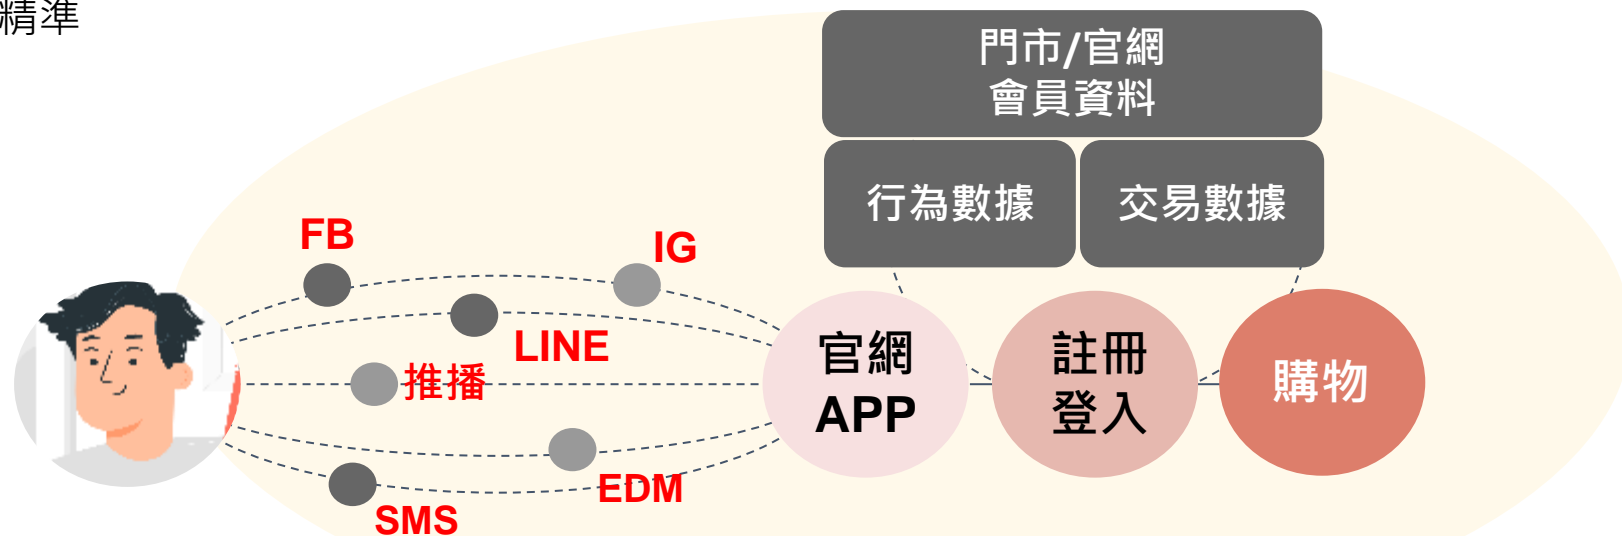 精準
門市/官網
會員資料
行為數據
交易數據
FB
IG
LINE
推播
EDM
SMS
官網
APP
註冊
登入
購物